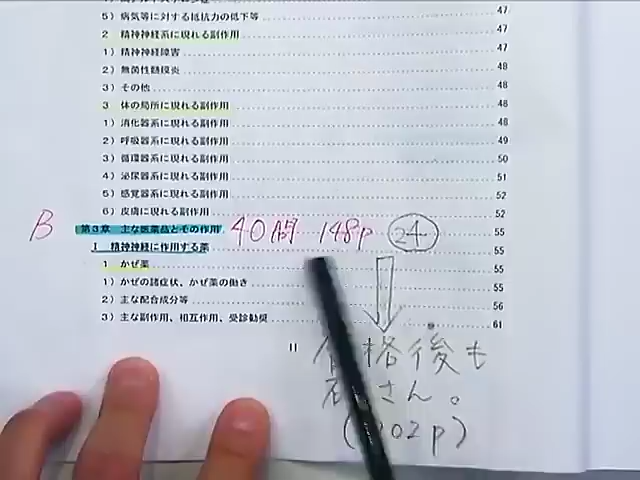 47
5）病気等に対する抵抗力の低下等 47
2 精神神経系に現れる副作用 47
1）精神神経障害 47
2）無菌性髄膜炎 48
3）その他 48
3 体の局所に現れる副作用 48
1）消化器系に現れる副作用 48
2）呼吸器系に現れる副作用 49
3）循環器系に現れる副作用 50
4）泌尿器系に現れる副作用 51
5）感覚器系に現れる副作用 52
6）皮膚に現れる副作用 52
B 第3章 主な医薬品とその作用 40問 148p 24 55
Ⅰ 精神神経に作用する薬 55
1 かぜ薬 55
1）かぜの諸症状、かぜ薬の働き 55
2）主な配合成分等 56
3）主な副作用、相互作用、受診勧奨 61
II
格後も
さん。
02p)